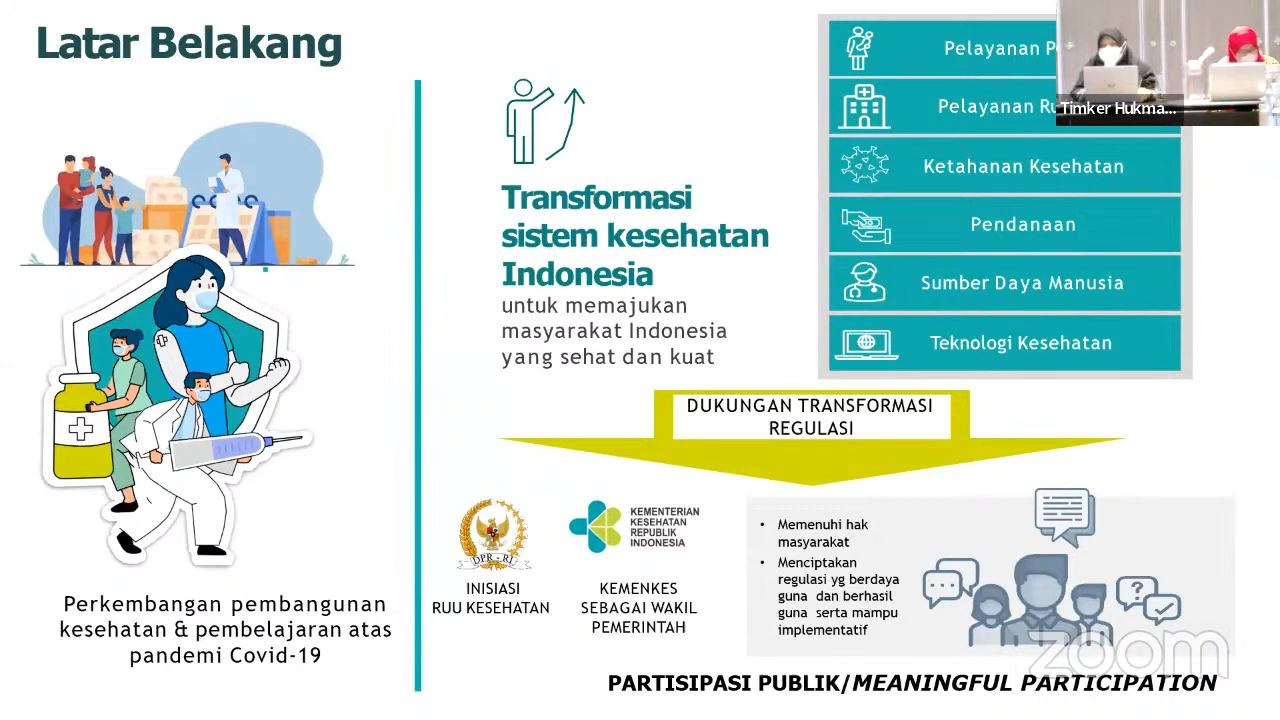 Latar Belakang
Perkembangan pembangunan
kesehatan & pembelajaran atas
pandemi Covid-19
Transformasi
sistem kesehatan
Indonesia
untuk memajukan
masyarakat Indonesia
yang sehat dan kuat
Pelayanan
Pelayanan
Ketahanan Kesehatan
Pendanaan
Sumber Daya Manusia
Teknologi Kesehatan
Timker Hukma...
DUKUNGAN TRANSFORMASI
REGULASI
DPR-RI
INISIASI
RUU KESEHATAN
KEMENTERIAN
KESEHATAN
REPUBLIK
INDONESIA
KEMENKES
SEBAGAI WAKIL
PEMERINTAH
• Memenuhi hak
masyarakat
• Menciptakan
regulasi yg berdaya
guna dan berhasil
guna serta mampu
implementatif
zoom
PARTISIPASI PUBLIK/MEANINGFUL PARTICIPATION